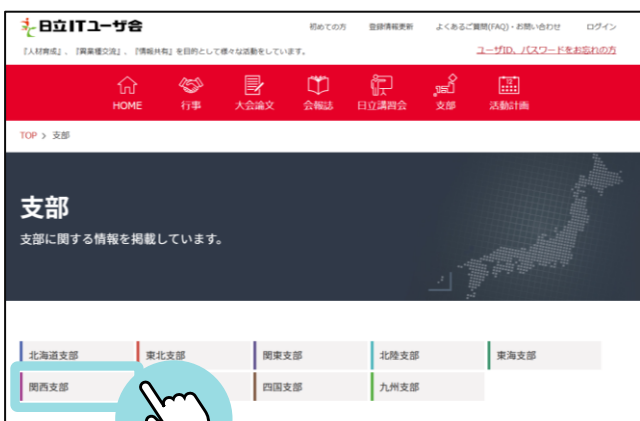 日立ITユーザ会
初めての方 登録情報更新 よくあるご質問(FAQ)・お問い合わせ ログイン
『人材育成』、『異業種交流』、『情報共有』を目的として様々な活動をしています。
ユーザID、パスワードをお忘れの方
HOME 行事 大会論文 会報誌 日立講習会 支部 活動計画
TOP > 支部
支部
支部に関する情報を掲載しています。
北海道支部 東北支部 関東支部 北陸支部 東海支部
関西支部 四国支部 九州支部